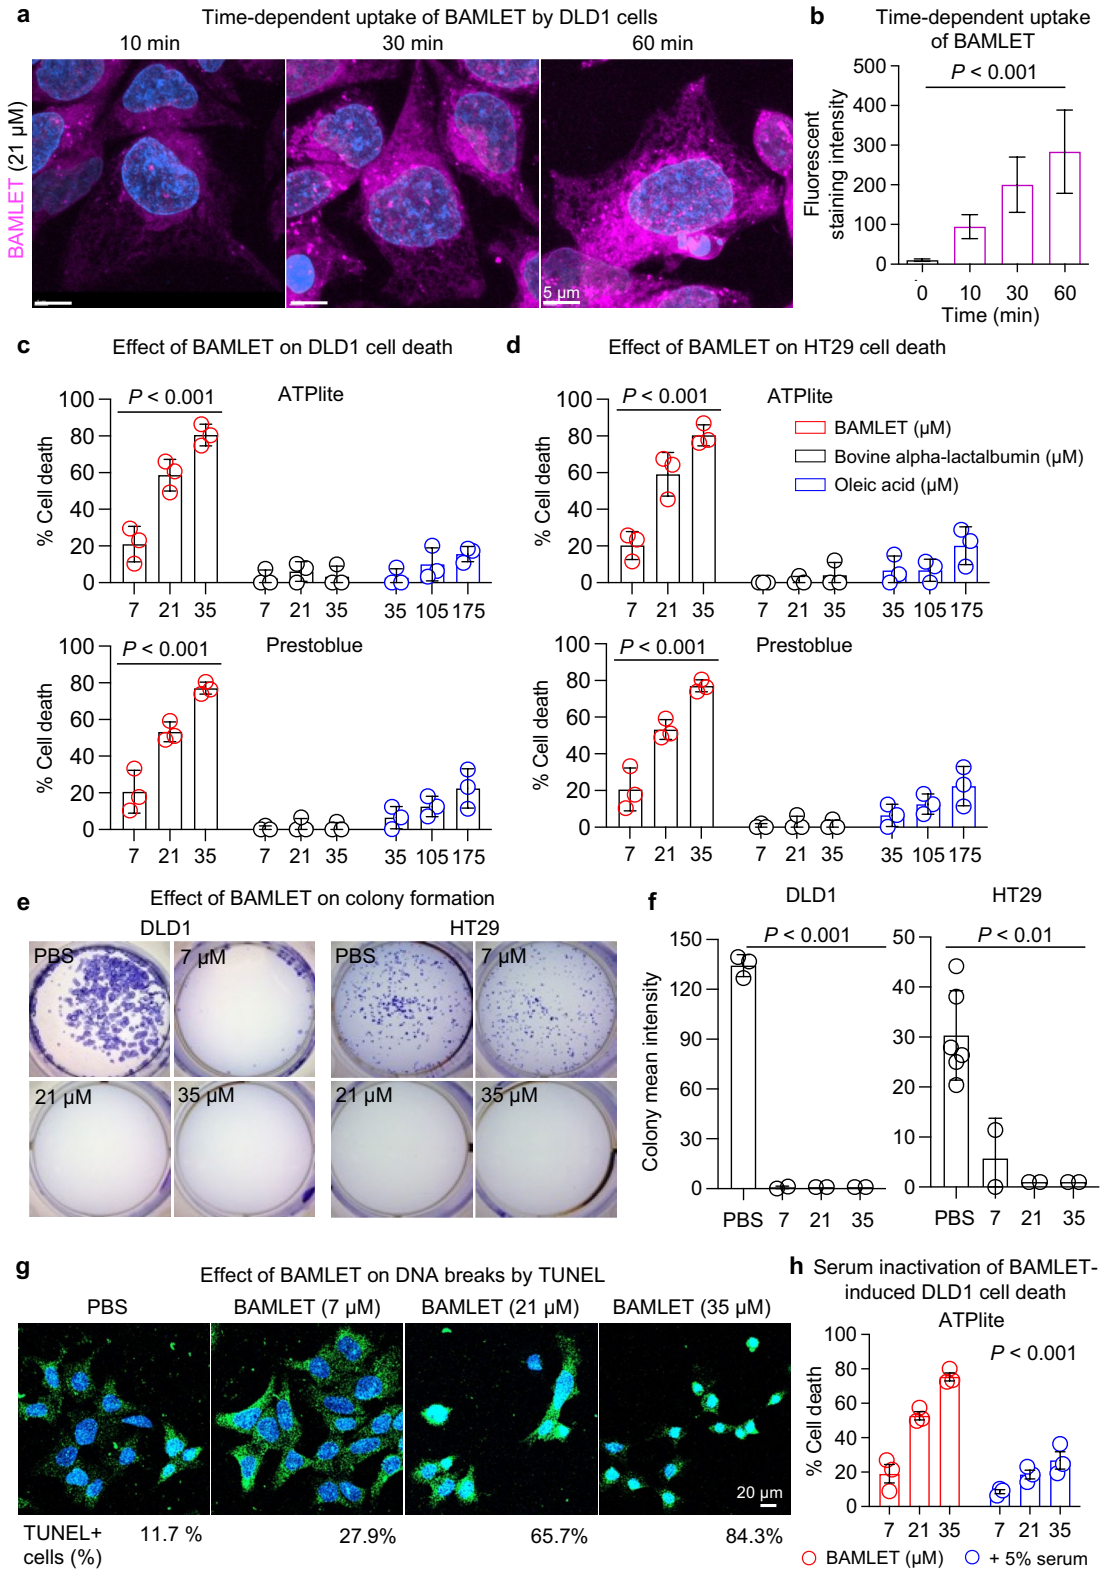 a
Time-dependent uptake of BAMLET by DLD1 cells
10 min
30 min
60 min
BAMLET (21 µM)
5 µm
b
Time-dependent uptake
of BAMLET
P < 0.001
500
400
300
200
100
0
Fluorescent
staining intensity
0
10
30
60
Time (min)
c
Effect of BAMLET on DLD1 cell death
P < 0.001
ATPlite
100
80
60
40
20
0
% Cell death
7 21 35 7 21 35 35 105 175
P < 0.001
Prestoblue
100
80
60
40
20
0
% Cell death
7 21 35 7 21 35 35 105 175
d
Effect of BAMLET on HT29 cell death
P < 0.001
ATPlite
BAMLET (µM)
Bovine alpha-lactalbumin (µM)
Oleic acid (µM)
100
80
60
40
20
0
% Cell death
7 21 35 7 21 35 35 105 175
P < 0.001
Prestoblue
100
80
60
40
20
0
% Cell death
7 21 35 7 21 35 35 105 175
e
Effect of BAMLET on colony formation
DLD1
HT29
PBS
7 µM
PBS
7 µM
21 µM
35 µM
21 µM
35 µM
f
DLD1
HT29
P < 0.001
150
120
90
60
30
0
Colony mean intensity
PBS 7 21 35
P < 0.01
50
40
30
20
10
0
PBS 7 21 35
g
Effect of BAMLET on DNA breaks by TUNEL
PBS
BAMLET (7 µM)
BAMLET (21 µM)
BAMLET (35 µM)
20 µm
TUNEL+
cells (%)
11.7 %
27.9%
65.7%
84.3%
h
Serum inactivation of BAMLET-
induced DLD1 cell death
ATPlite
P < 0.001
100
80
60
40
20
0
% Cell death
7 21 35 7 21 35
BAMLET (µM)
+ 5% serum